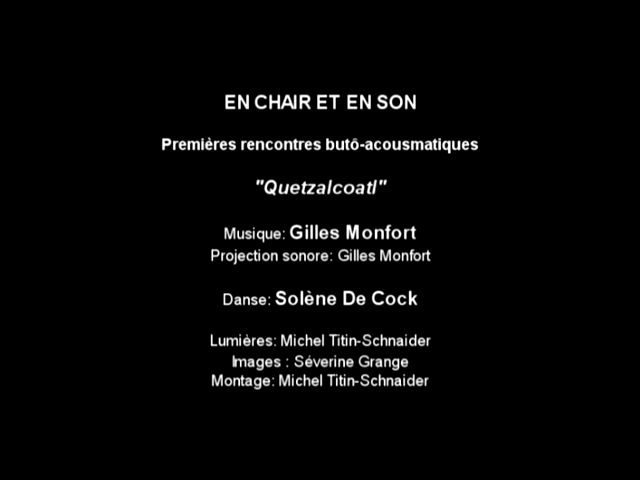 EN CHAIR ET EN SON
Premières rencontres butô-acousmatiques
"Quetzalcoatl"
Musique: Gilles Monfort
Projection sonore: Gilles Monfort
Danse: Solène De Cock
Lumières: Michel Titin-Schnaider
Images : Séverine Grange
Montage: Michel Titin-Schnaider